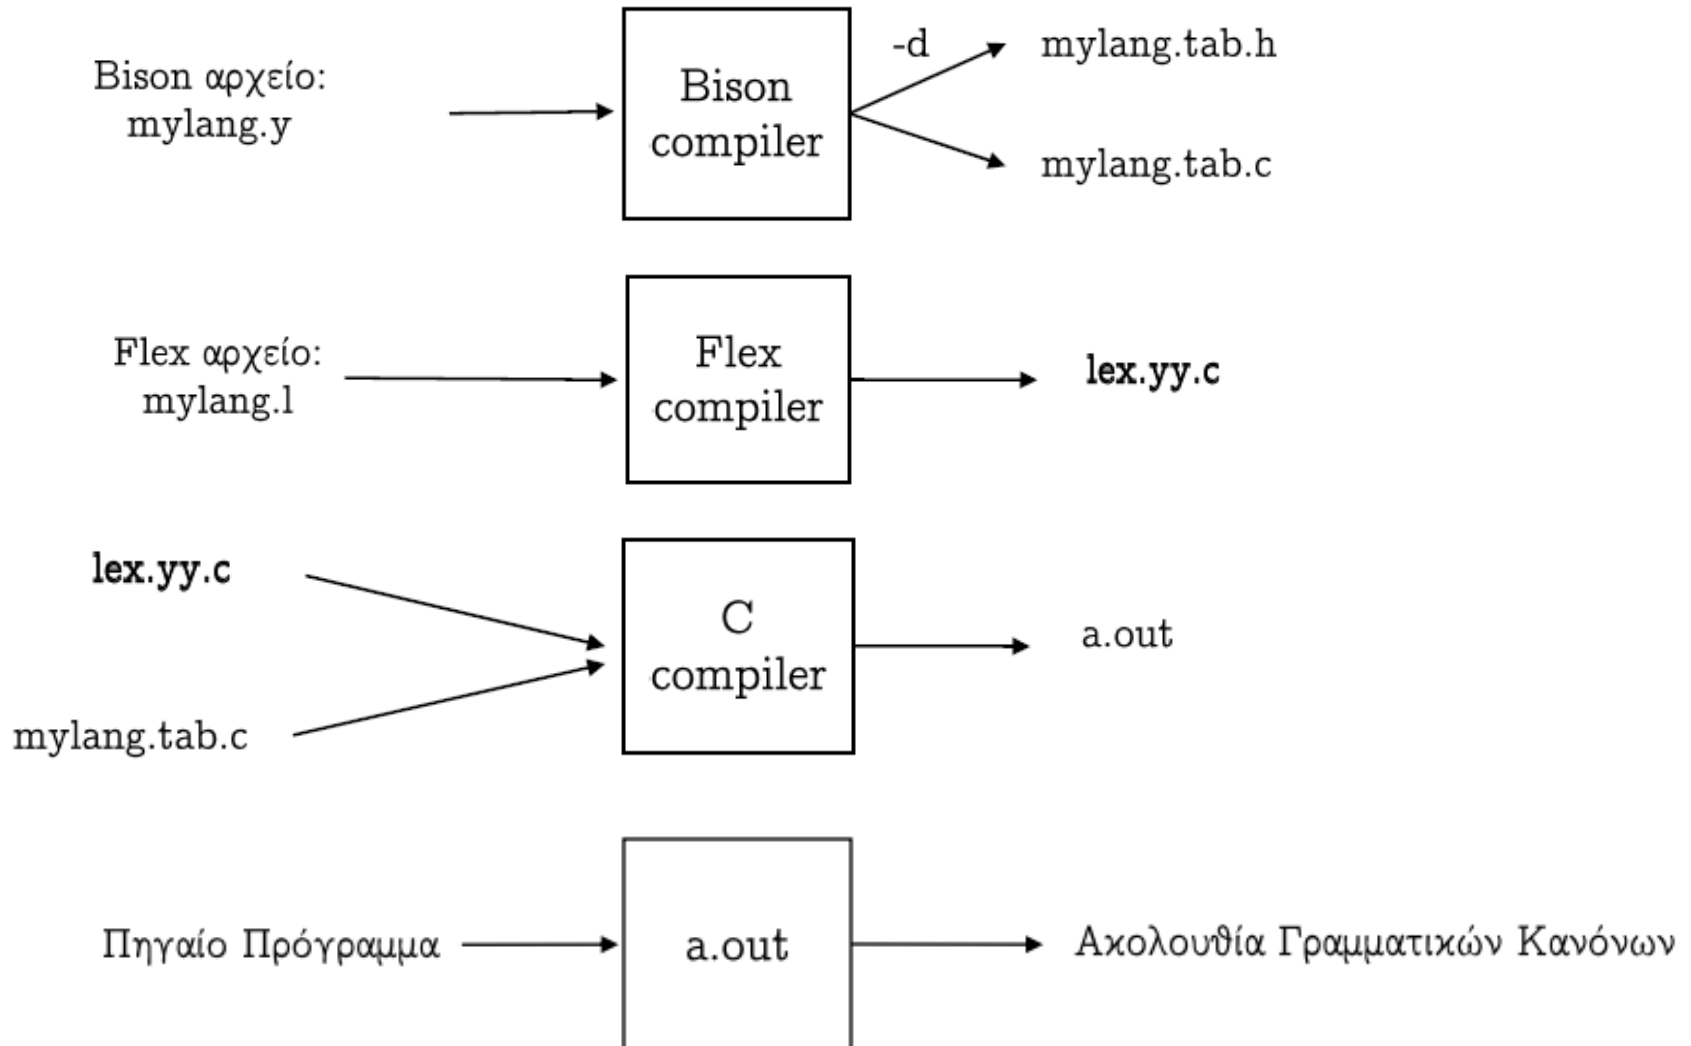 Bison αρχείο:
mylang.y
Bison
compiler
-d
mylang.tab.h
mylang.tab.c
Flex αρχείο:
mylang.l
Flex
compiler
lex.yy.c
lex.yy.c
mylang.tab.c
C
compiler
a.out
Πηγαίο Πρόγραμμα
a.out
Ακολουθία Γραμματικών Κανόνων